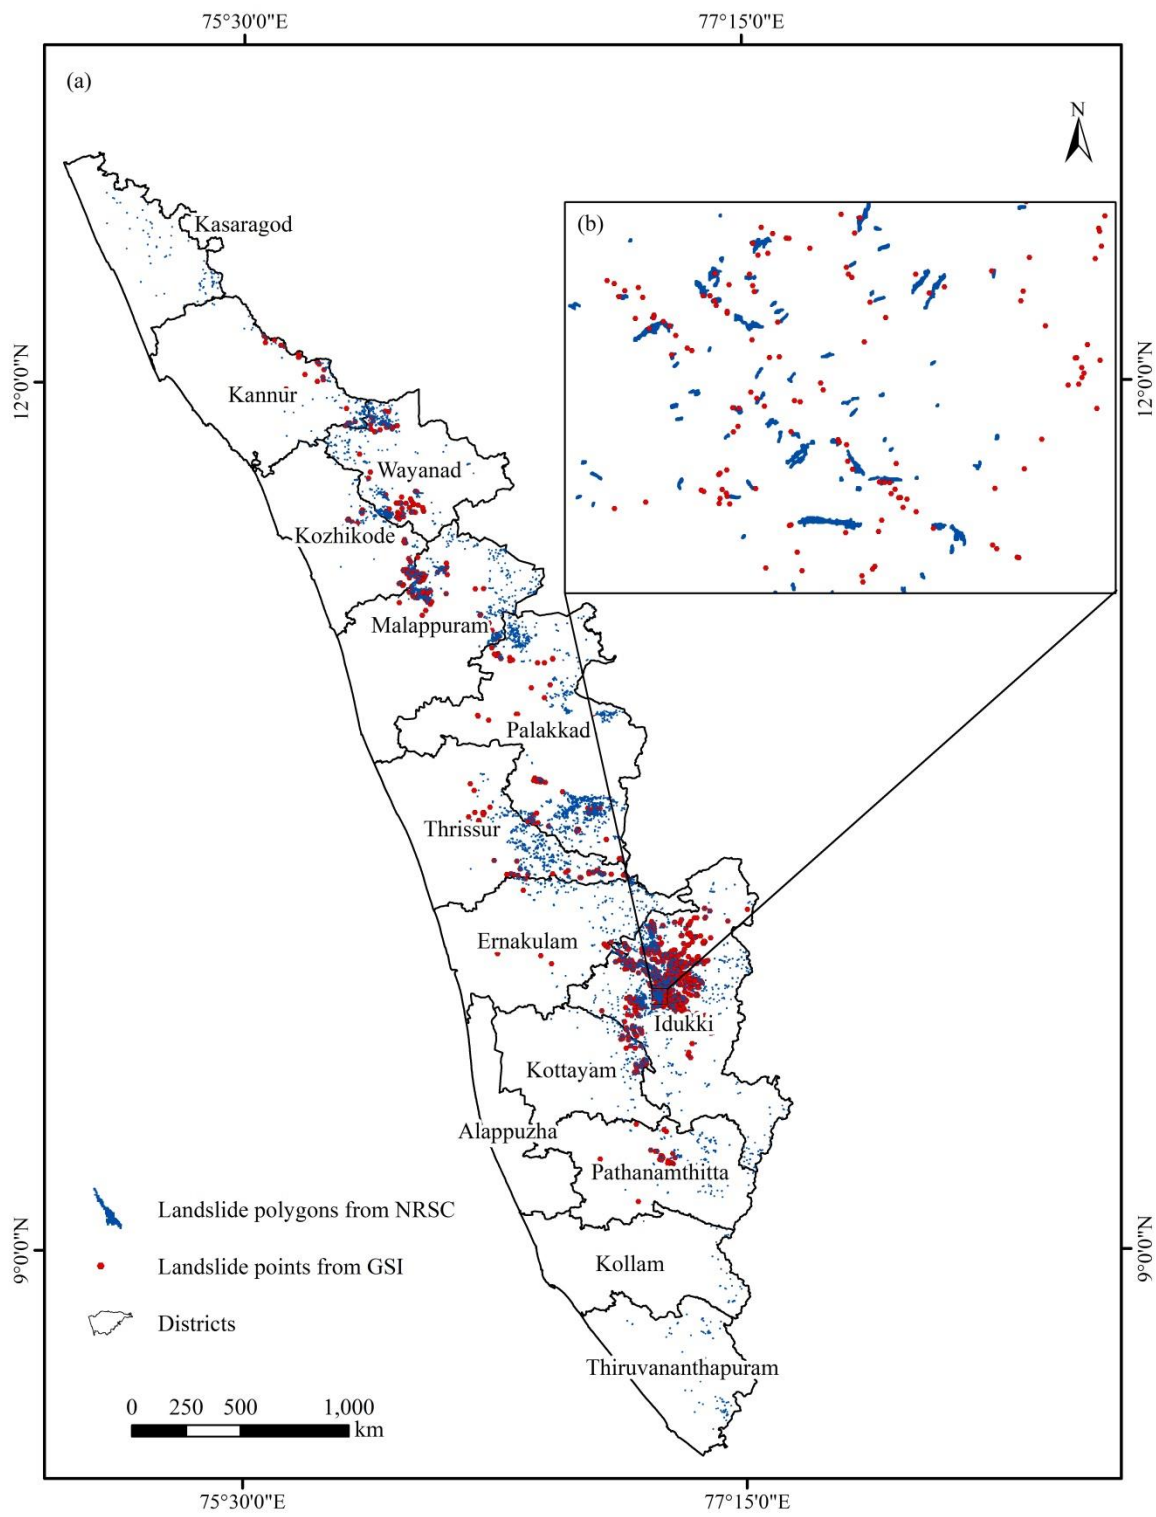 75°30'0"E
77°15'0"E
(a)
N
Kasaragod
(b)
12°0'0"N
12°0'0"N
Kannur
Wayanad
Kozhikode
Malappuram
Palakkad
Thrissur
Ernakulam
Idukki
Kottayam
Alappuzha
Pathanamthitta
Landslide polygons from NRSC
9°0'0"N
9°0'0"N
Landslide points from GSI
Kollam
Districts
Thiruvananthapuram
0 250 500 1,000
km
75°30'0"E
77°15'0"E